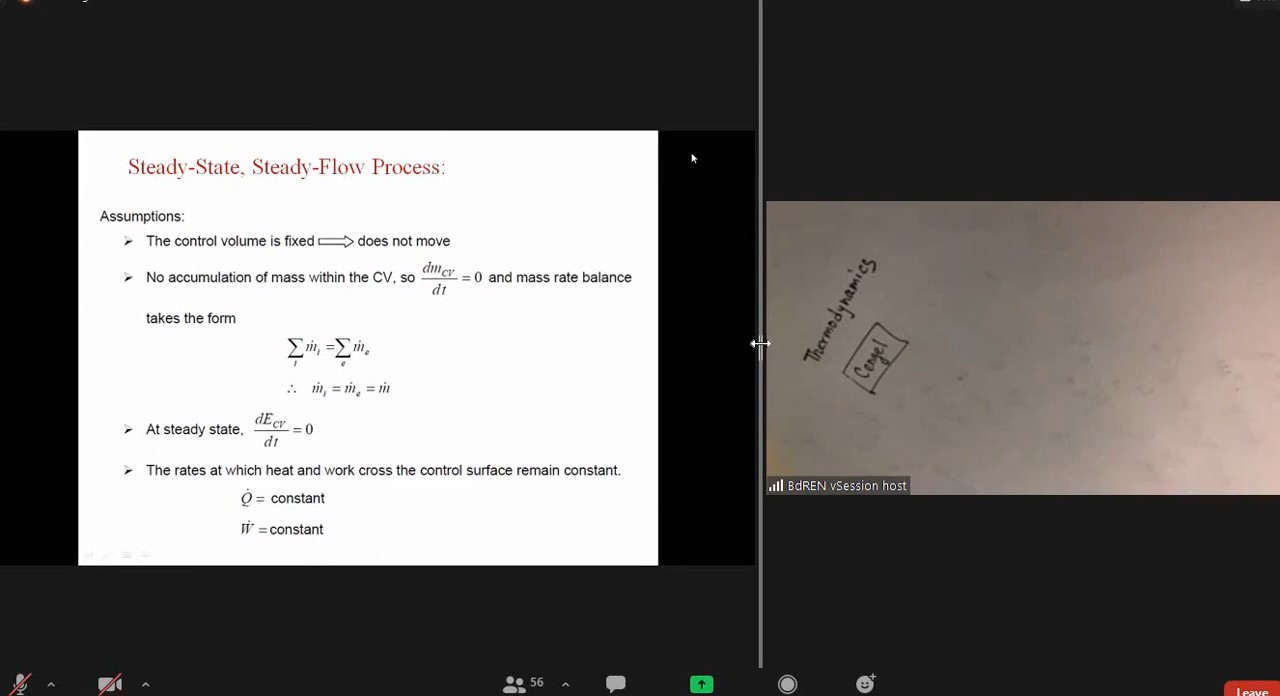 Steady-State, Steady-Flow Process:
Assumptions:
The control volume is fixed ⟹ does not move
No accumulation of mass within the CV, so dm_CV/dt = 0 and mass rate balance
takes the form
∑_i ṁ_i = ∑_e ṁ_e
∴ ṁ_i = ṁ_e = ṁ
At steady state, dE_CV/dt = 0
The rates at which heat and work cross the control surface remain constant.
Q̇ = constant
Ẇ = constant
Thermodynamics
Cengel
BdREN vSession host
56
Leave